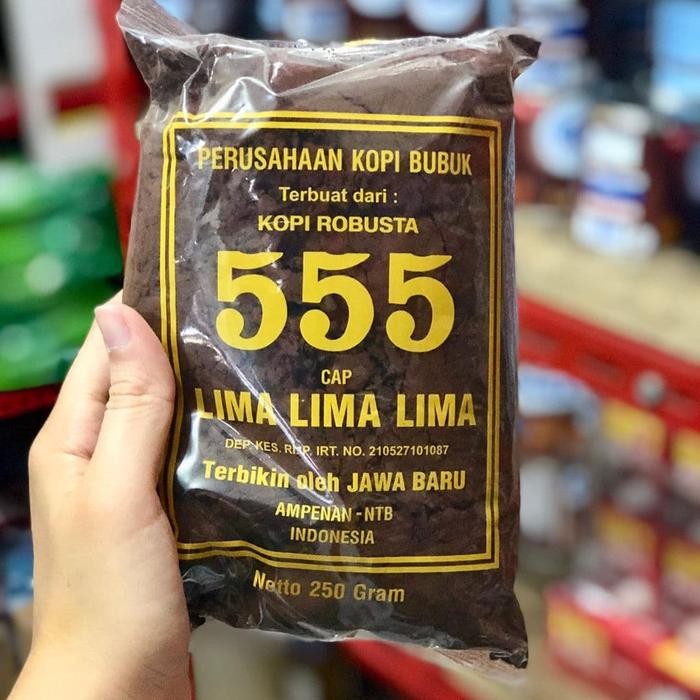 PERUSAHAAN KOPI BUBUK
Terbuat dari :
KOPI ROBUSTA
555
CAP
LIMA LIMA LIMA
DEP. KES. RI. P. IRT. NO. 210527101087
Terbikin oleh JAWA BARU
AMPENAN - NTB
INDONESIA
Netto 250 Gram